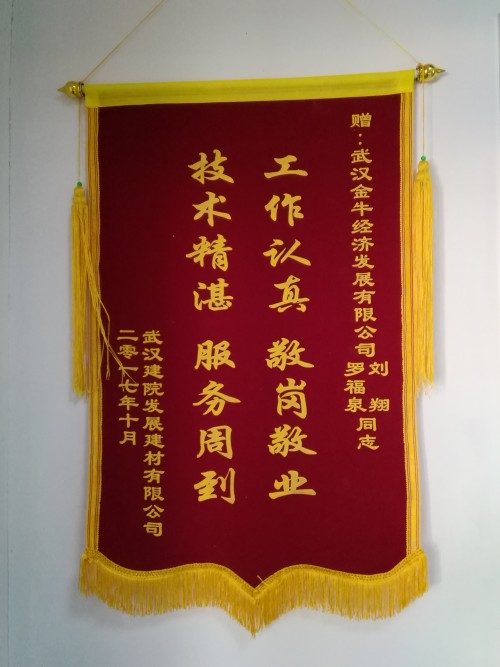 赠：武汉金牛经济发展有限公司
刘翔
罗福泉
同志
工作认真 敬岗敬业
技术精湛 服务周到
武汉建院发展建材有限公司
二零一七年十月